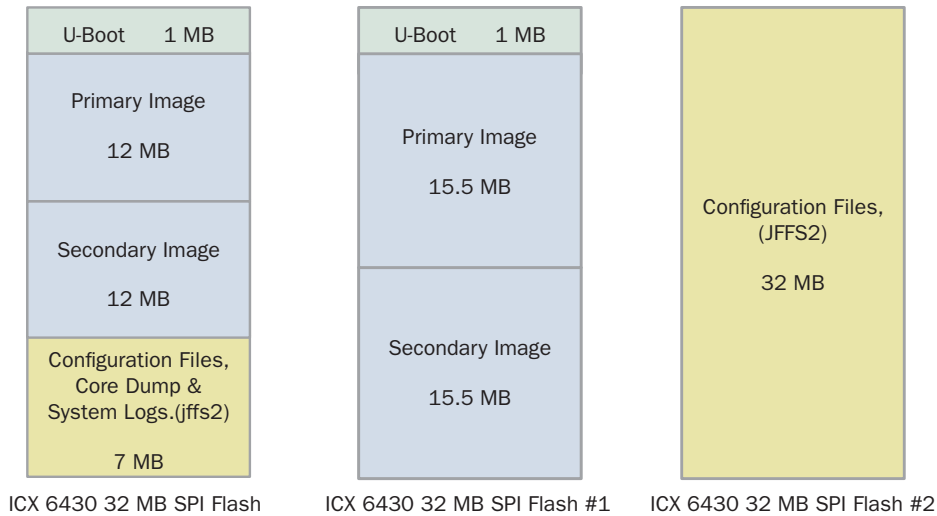 U-Boot 1 MB
Primary Image
12 MB
Secondary Image
12 MB
Configuration Files,
Core Dump &
System Logs.(jffs2)
7 MB
ICX 6430 32 MB SPI Flash
U-Boot 1 MB
Primary Image
15.5 MB
Secondary Image
15.5 MB
ICX 6430 32 MB SPI Flash #1
Configuration Files,
(JFFS2)
32 MB
ICX 6430 32 MB SPI Flash #2